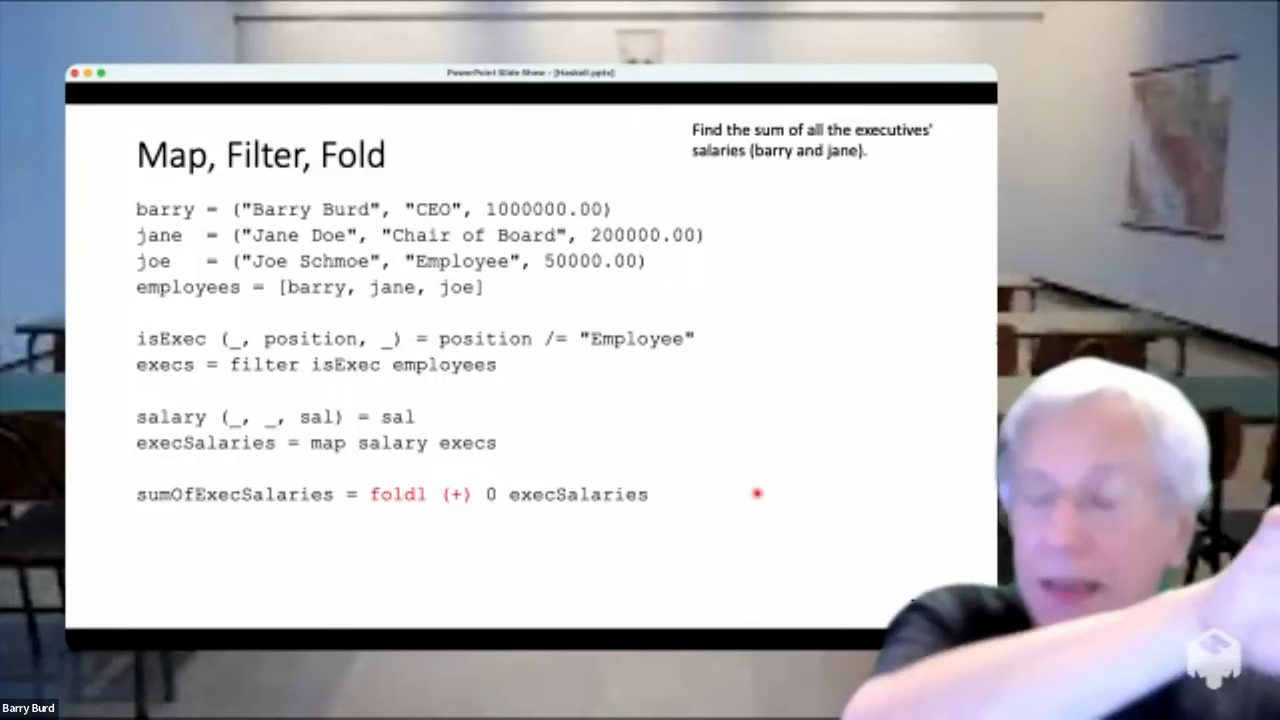 PowerPoint Slide Show - [Haskell.pptx]
Find the sum of all the executives'
salaries (barry and jane).
Map, Filter, Fold
barry = ("Barry Burd", "CEO", 1000000.00)
jane  = ("Jane Doe", "Chair of Board", 200000.00)
joe   = ("Joe Schmoe", "Employee", 50000.00)
employees = [barry, jane, joe]
isExec (_, position, _) = position /= "Employee"
execs = filter isExec employees
salary (_, _, sal) = sal
execSalaries = map salary execs
sumOfExecSalaries = foldl (+) 0 execSalaries
Barry Burd